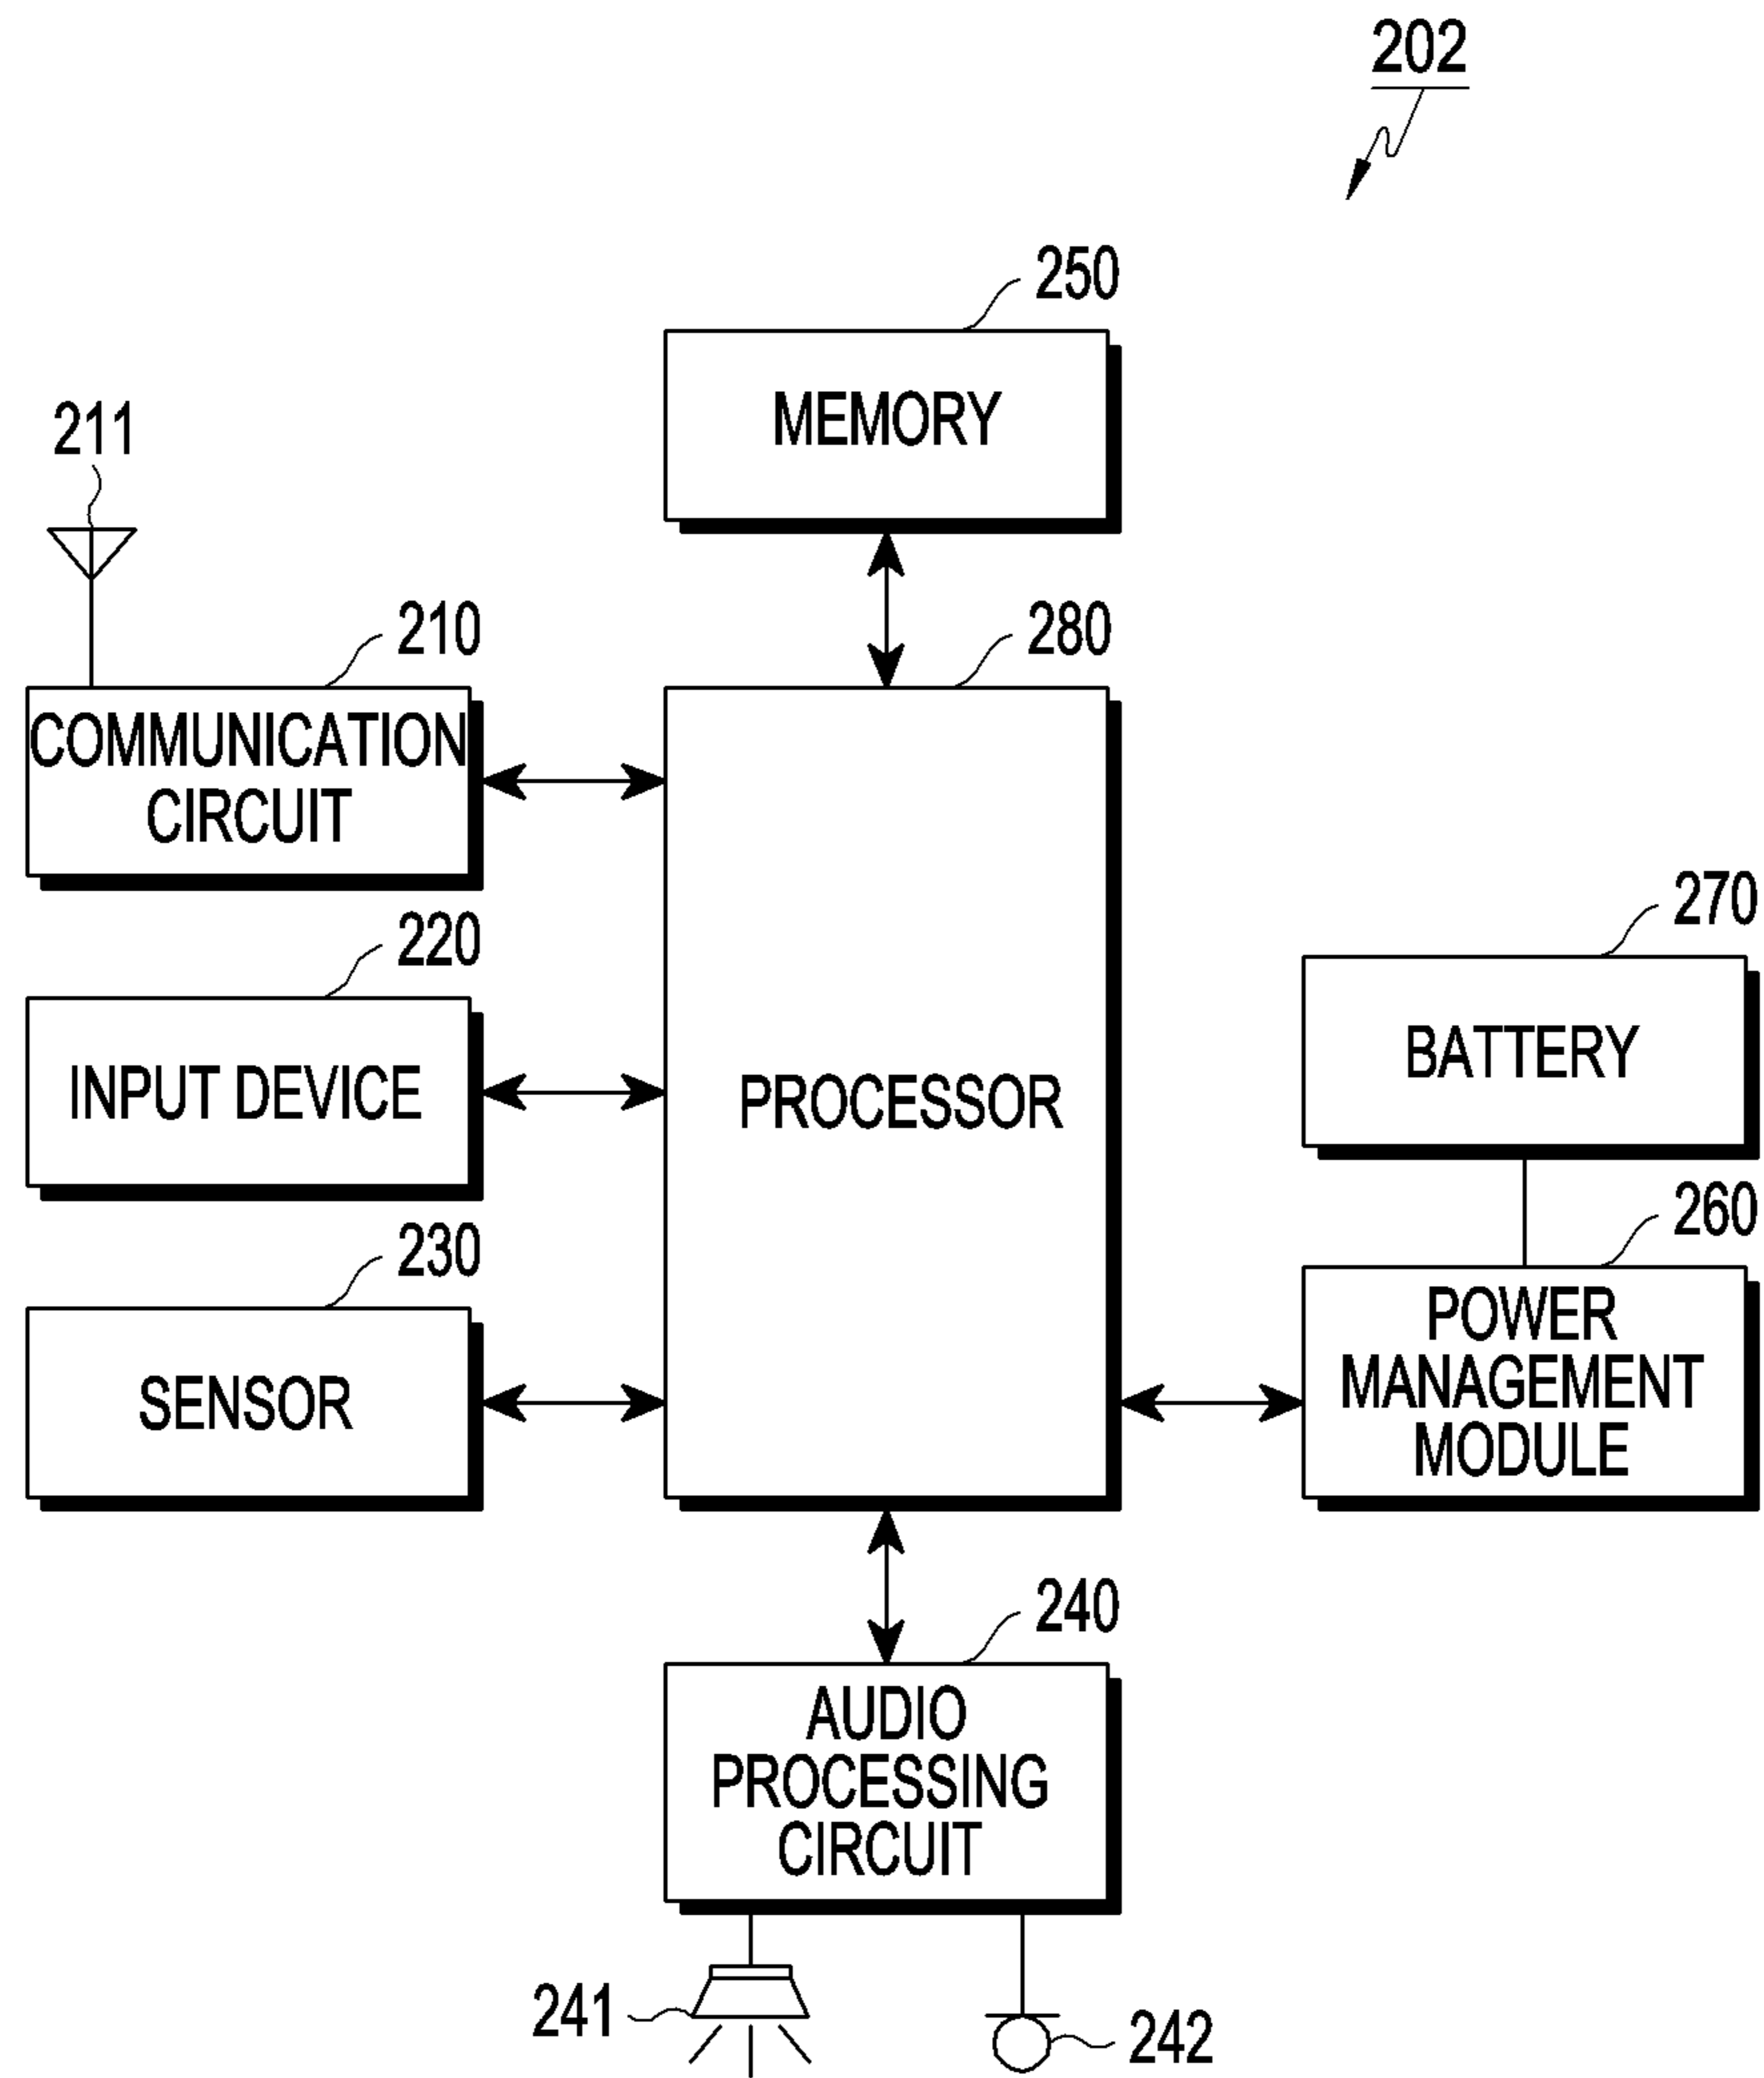 202
250
MEMORY
211
210
280
COMMUNICATION
CIRCUIT
270
220
BATTERY
INPUT DEVICE
PROCESSOR
260
230
POWER
MANAGEMENT
MODULE
SENSOR
240
AUDIO
PROCESSING
CIRCUIT
241
242